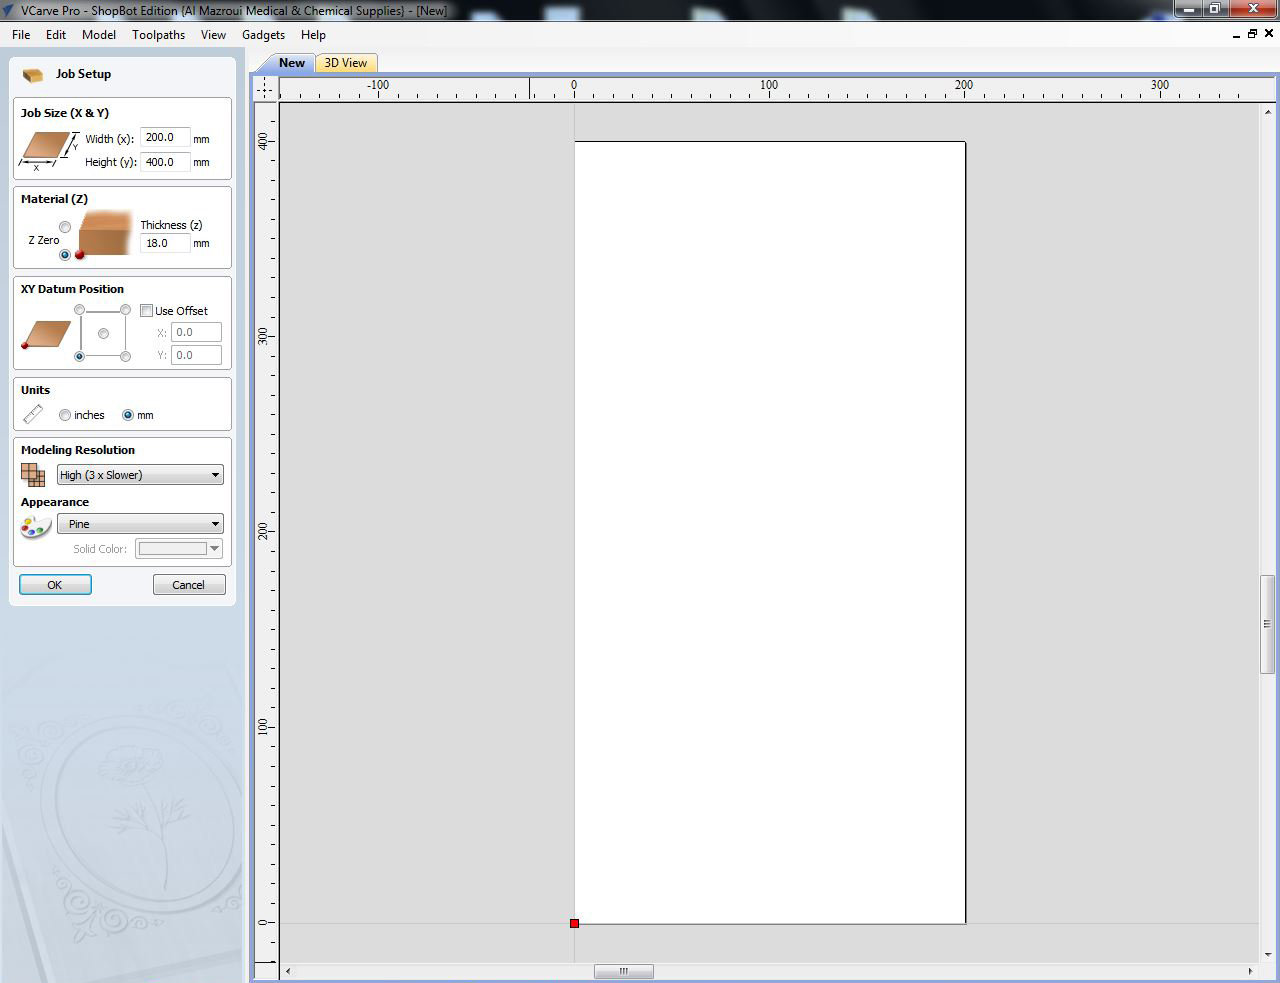 VCarve Pro - ShopBot Edition {Al Mazroui Medical & Chemical Supplies} - [New]
File Edit Model Toolpaths View Gadgets Help
Job Setup
Job Size (X & Y)
Width (x): 200.0 mm
Height (y): 400.0 mm
Y
X
Material (Z)
Thickness (z)
Z Zero
18.0 mm
XY Datum Position
Use Offset
X: 0.0
Y: 0.0
Units
inches mm
Modeling Resolution
High (3 x Slower)
Appearance
Pine
Solid Color:
OK Cancel
New 3D View
-100 0 100 200 300
400
300
200
100
0